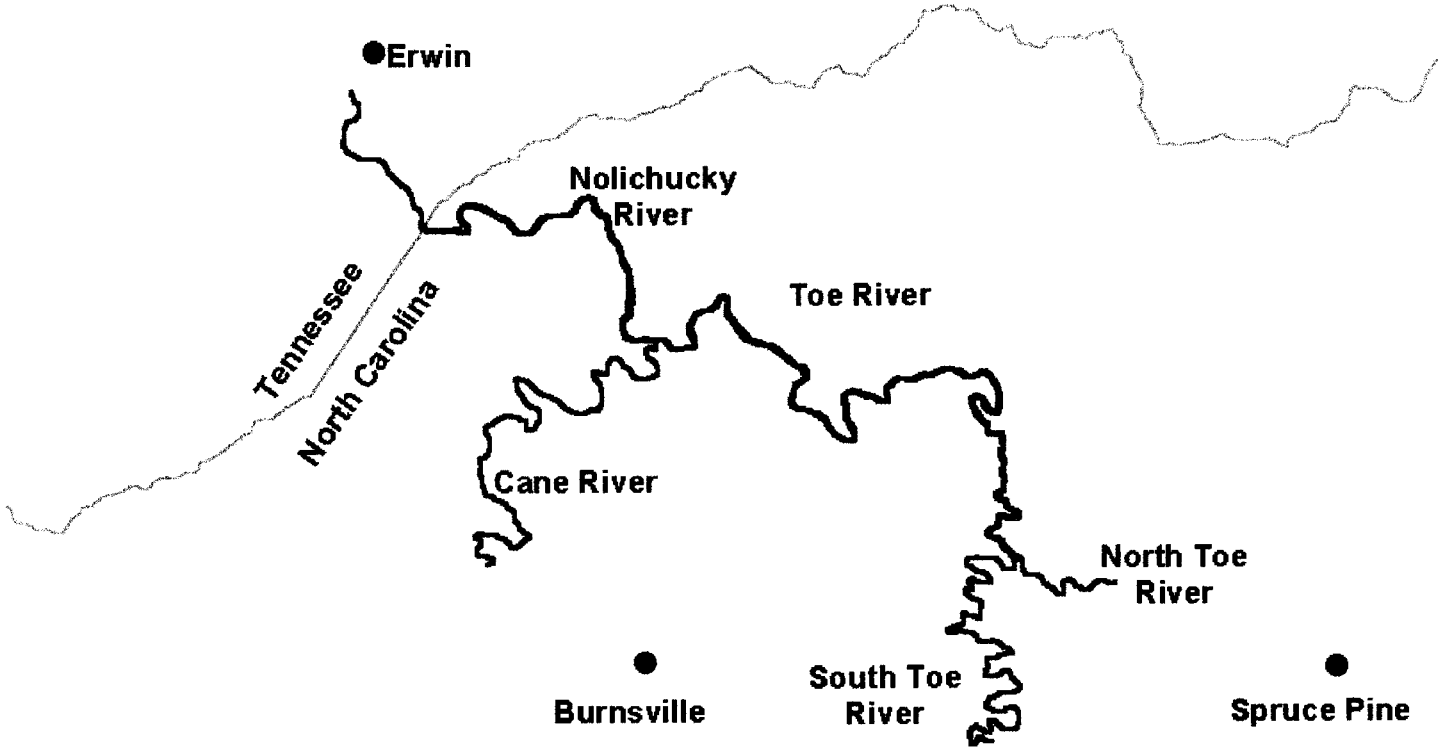 Erwin
Nolichucky
River
Tennessee
North Carolina
Toe River
Cane River
North Toe
River
South Toe
River
Burnsville
Spruce Pine